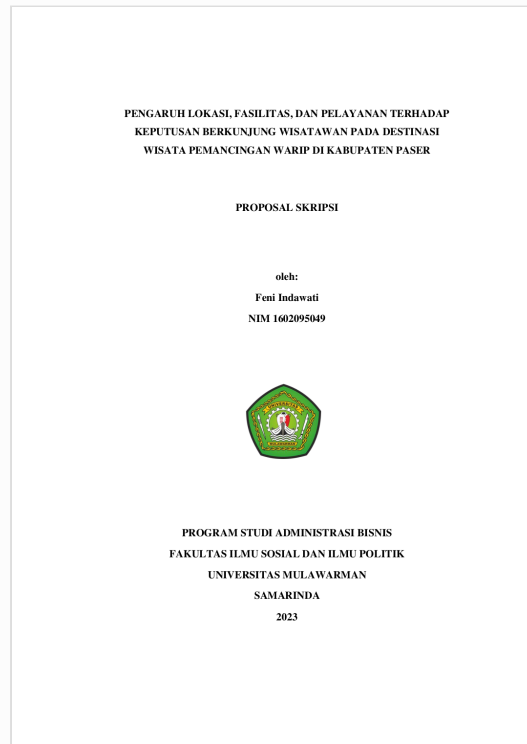 PENGARUH LOKASI, FASILITAS, DAN PELAYANAN TERHADAP
KEPUTUSAN BERKUNJUNG WISATAWAN PADA DESTINASI
WISATA PEMANCINGAN WARIP DI KABUPATEN PASER
PROPOSAL SKRIPSI
oleh:
Feni Indawati
NIM 1602095049
PROGRAM STUDI ADMINISTRASI BISNIS
FAKULTAS ILMU SOSIAL DAN ILMU POLITIK
UNIVERSITAS MULAWARMAN
SAMARINDA
2023